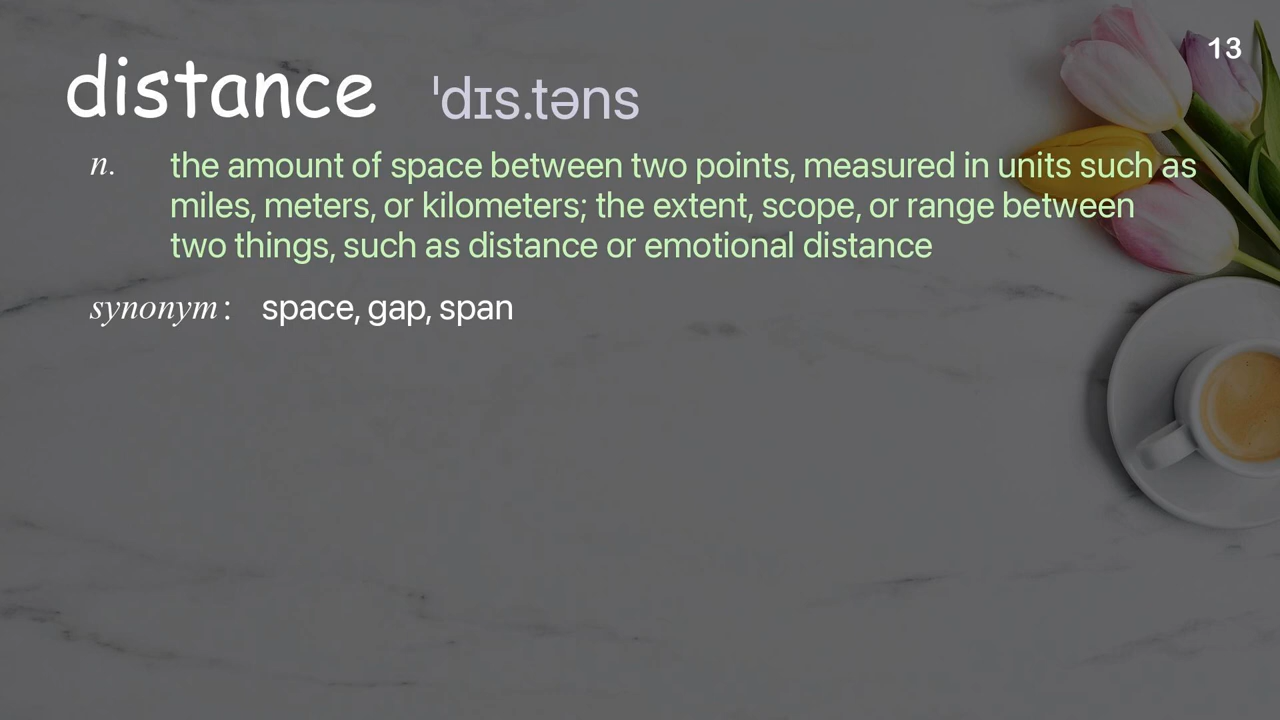 13
distance ˈdɪs.təns
n. the amount of space between two points, measured in units such as
miles, meters, or kilometers; the extent, scope, or range between
two things, such as distance or emotional distance
synonym: space, gap, span